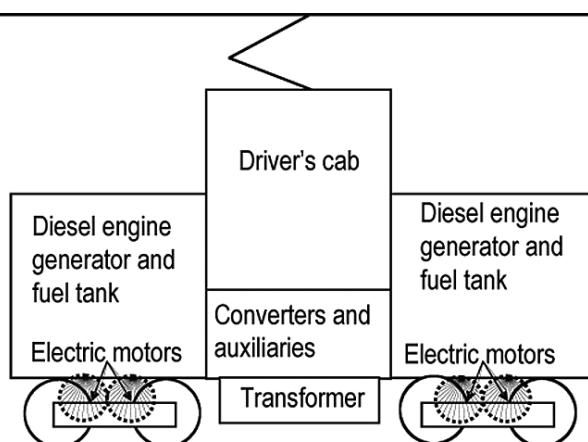 Driver's cab
Diesel engine
generator and
fuel tank
Diesel engine
generator and
fuel tank
Converters and
auxiliaries
Electric motors
Electric motors
Transformer